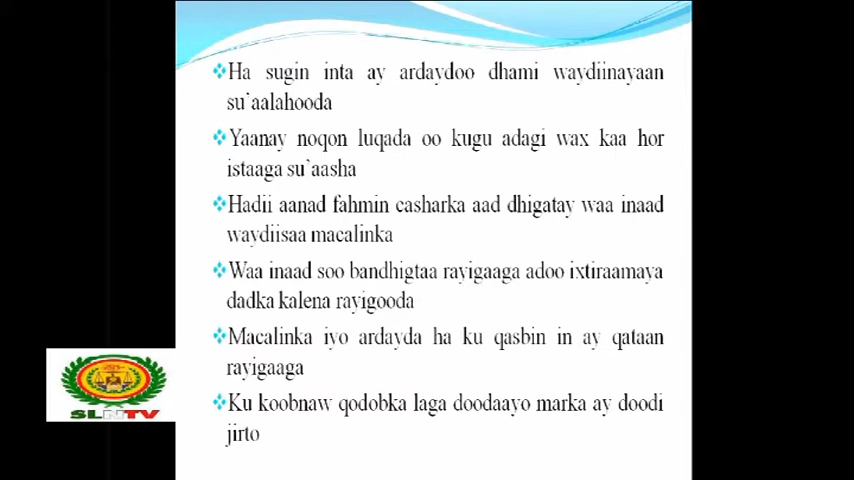 Ha sugin inta ay ardaydoo dhami waydiinayaan
su`aalahooda
Yaanay noqon luqada oo kugu adagi wax kaa hor
istaaga su`aasha
Hadii aanad fahmin casharka aad dhigatay waa inaad
waydiisaa macalinka
Waa inaad soo bandhigtaa rayigaaga adoo ixtiraamaya
dadka kalena rayigooda
Macalinka iyo ardayda ha ku qasbin in ay qataan
rayigaaga
Ku koobnaw qodobka laga doodaayo marka ay doodi
jirto
SLNTV